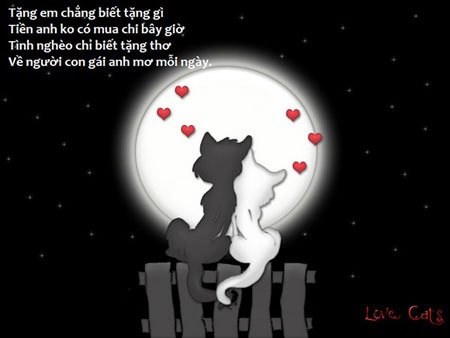 Tặng em chẳng biết tặng gì
Tiền anh ko có mua chi bây giờ
Tình nghèo chỉ biết tặng thơ
Về người con gái anh mơ mỗi ngày.
Love Cats